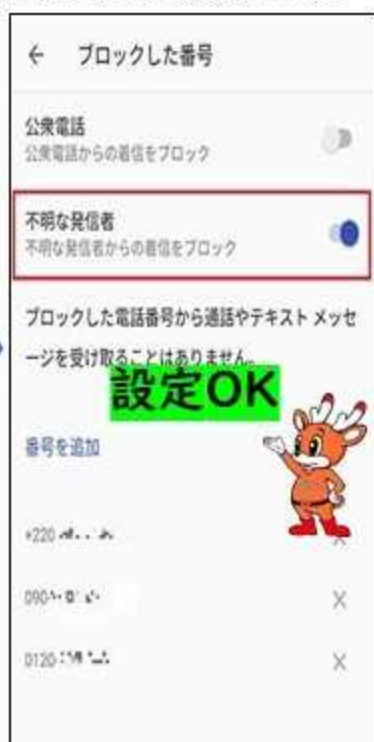 ← ブロックした番号
公衆電話
公衆電話からの着信をブロック
不明な発信者
不明な発信者からの着信をブロック
ブロックした電話番号から通話やテキスト メッセ
ージを受け取ることはありません。
設定OK
番号を追加
+220
X
090-
X
0120-
X